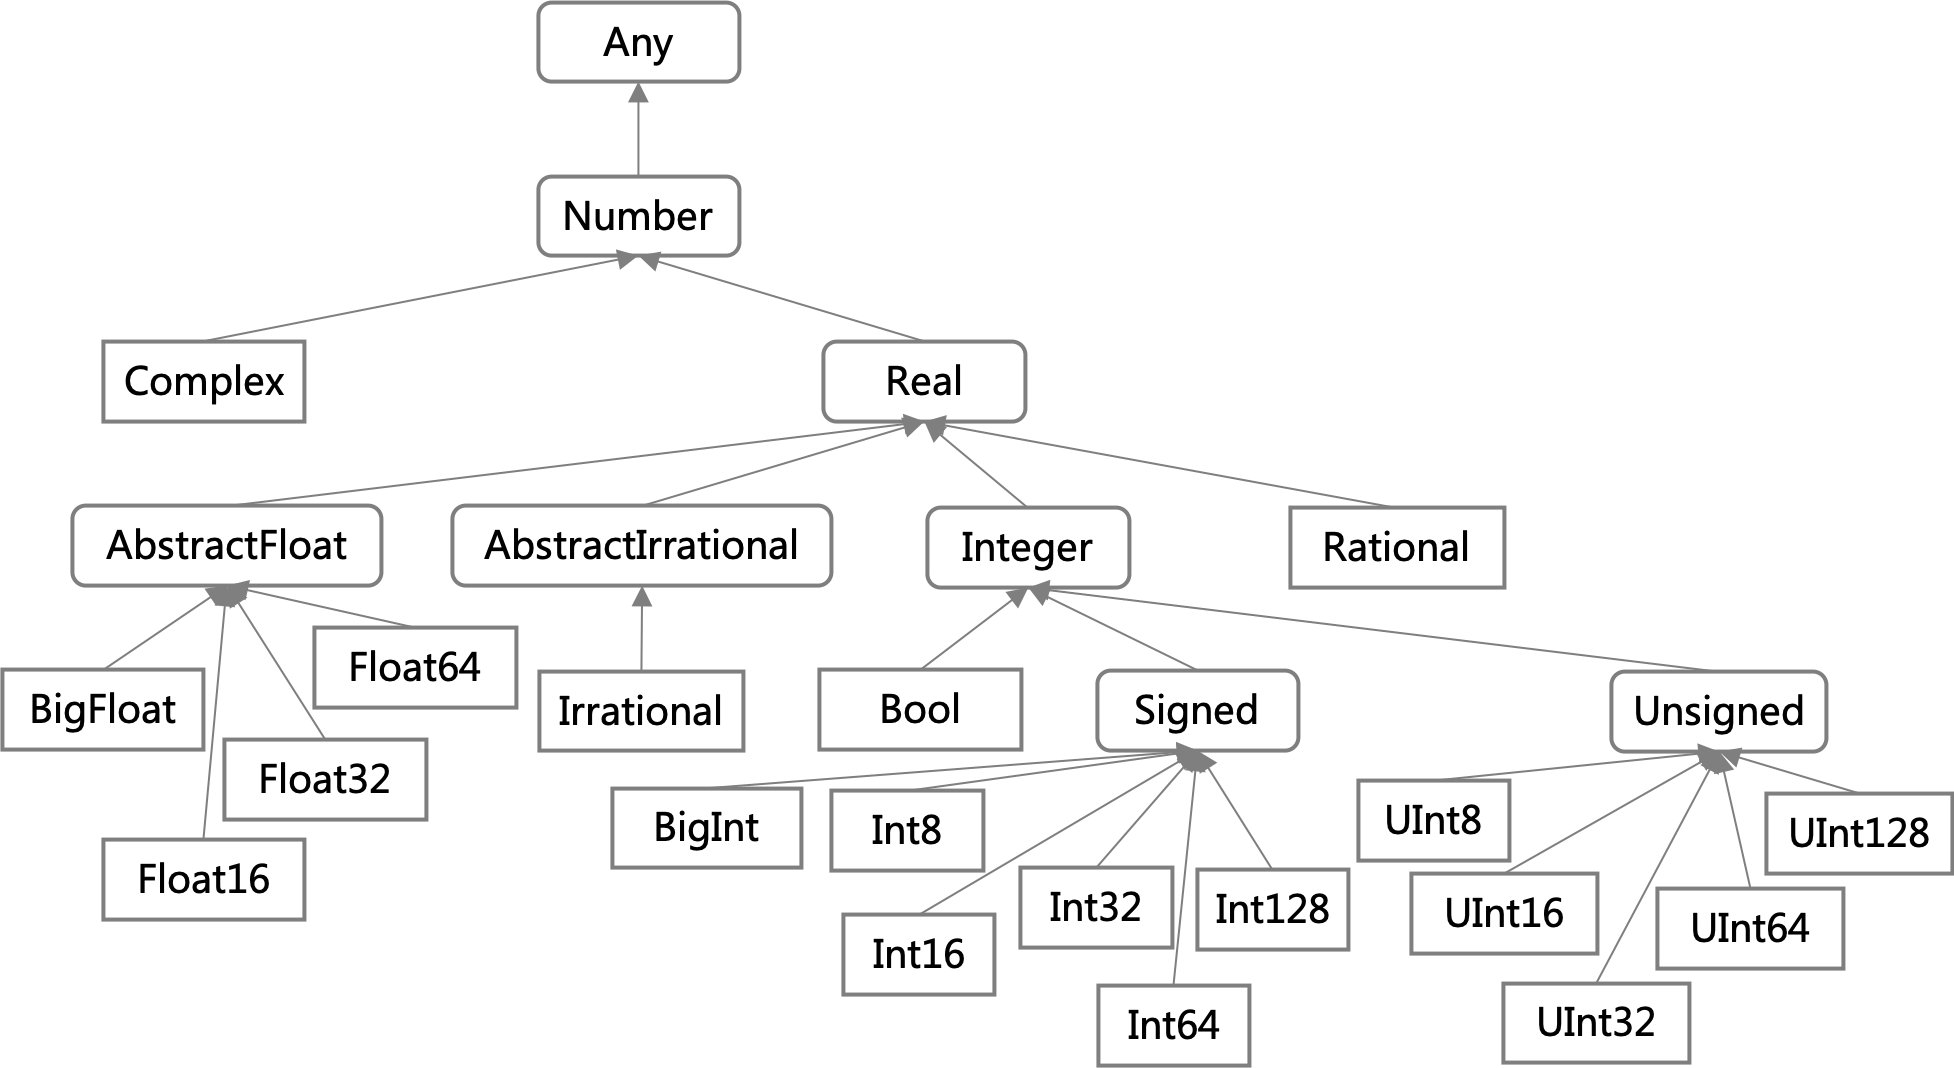 Any
Number
Complex
Real
AbstractFloat
AbstractIrrational
Integer
Rational
BigFloat
Float64
Float32
Float16
Irrational
Bool
Signed
Unsigned
BigInt
Int8
Int16
Int32
Int64
Int128
UInt8
UInt16
UInt32
UInt64
UInt128